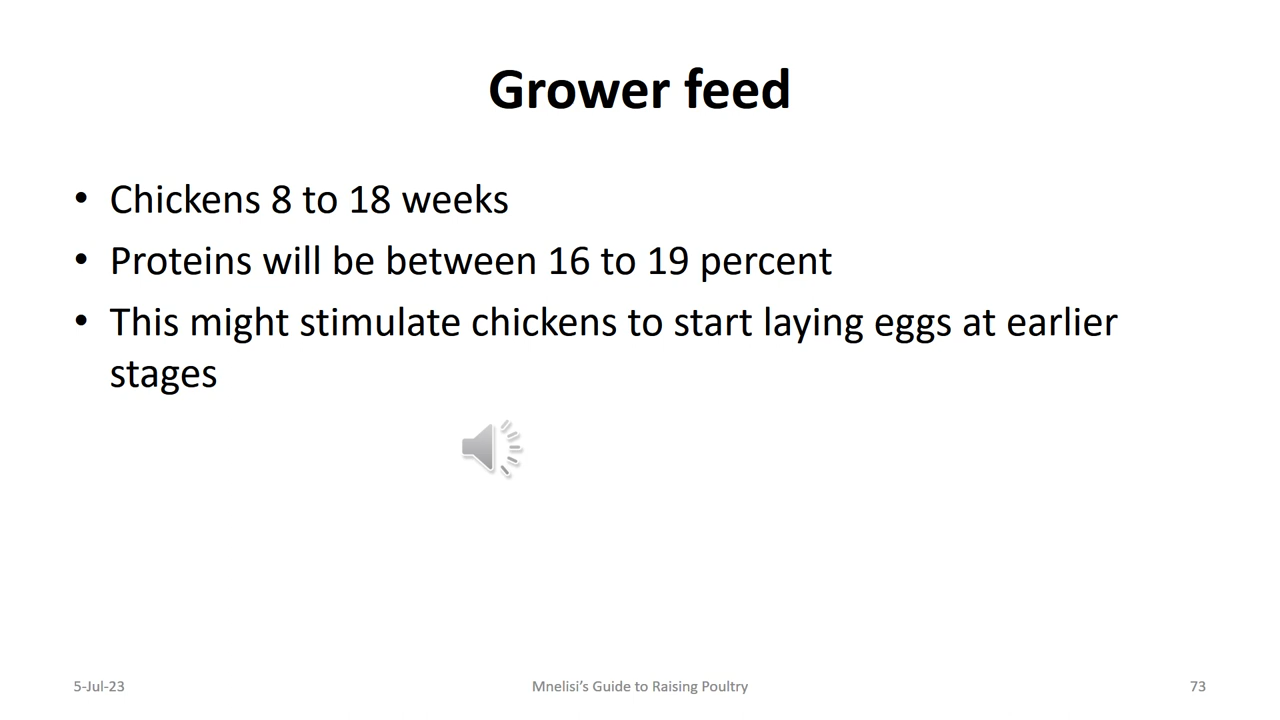 Grower feed
• Chickens 8 to 18 weeks
• Proteins will be between 16 to 19 percent
• This might stimulate chickens to start laying eggs at earlier
stages
5-Jul-23
Mnelisi’s Guide to Raising Poultry
73